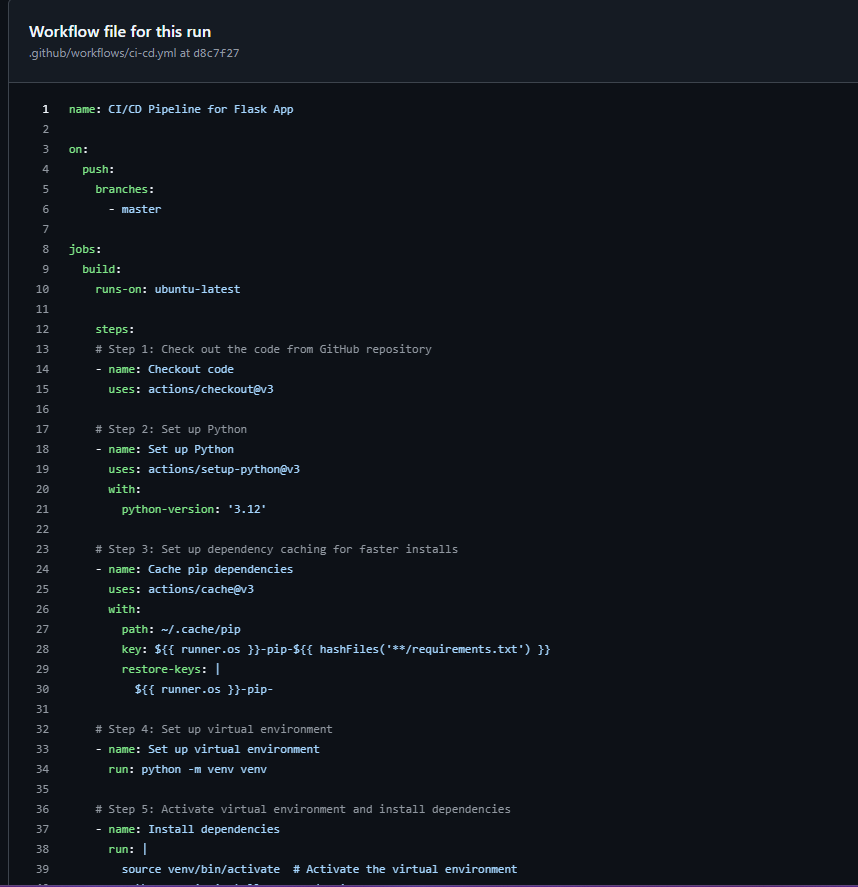 Workflow file for this run
.github/workflows/ci-cd.yml at d8c7f27
1 name: CI/CD Pipeline for Flask App
2
3 on:
4   push:
5     branches:
6       - master
7
8 jobs:
9   build:
10     runs-on: ubuntu-latest
11
12     steps:
13     # Step 1: Check out the code from GitHub repository
14     - name: Checkout code
15       uses: actions/checkout@v3
16
17     # Step 2: Set up Python
18     - name: Set up Python
19       uses: actions/setup-python@v3
20       with:
21         python-version: '3.12'
22
23     # Step 3: Set up dependency caching for faster installs
24     - name: Cache pip dependencies
25       uses: actions/cache@v3
26       with:
27         path: ~/.cache/pip
28         key: ${{ runner.os }}-pip-${{ hashFiles('**/requirements.txt') }}
29         restore-keys: |
30           ${{ runner.os }}-pip-
31
32     # Step 4: Set up virtual environment
33     - name: Set up virtual environment
34       run: python -m venv venv
35
36     # Step 5: Activate virtual environment and install dependencies
37     - name: Install dependencies
38       run: |
39         source venv/bin/activate  # Activate the virtual environment